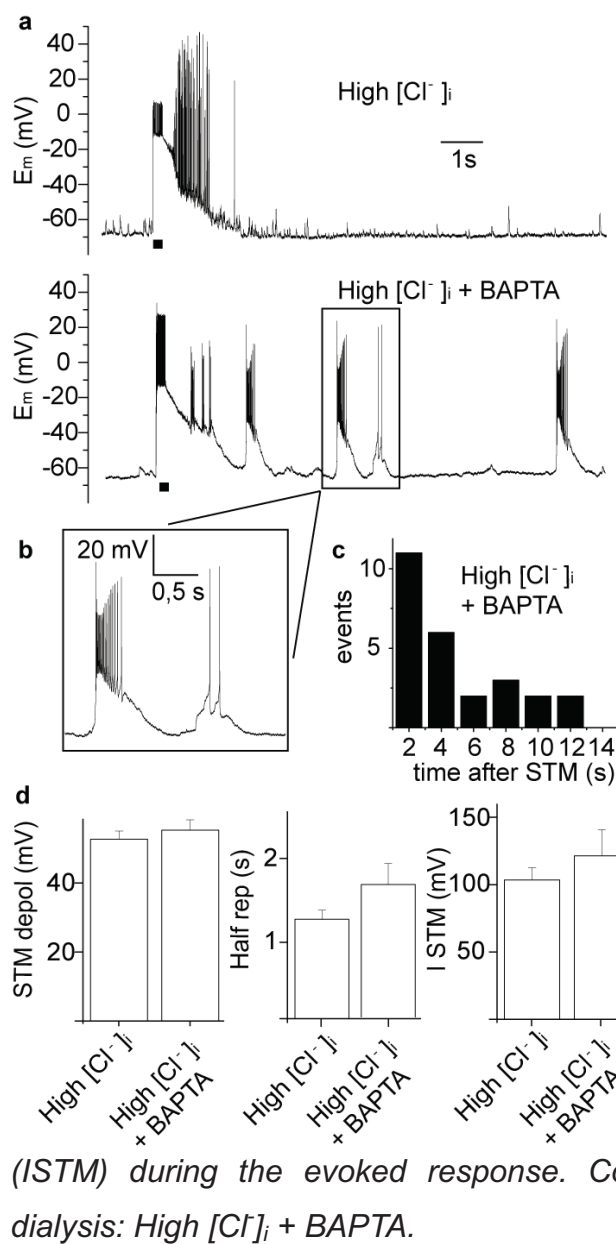 a
40
20
0
-20
-40
-60
Em (mV)
High [Cl-]i
1s
High [Cl-]i + BAPTA
40
20
0
-20
-40
-60
Em (mV)
b
20 mV
0,5 s
c
High [Cl-]i
+ BAPTA
10
5
events
2 4 6 8 10 12 14
time after STM (s)
d
STM depol (mV)
40
20
High [Cl-]i
High [Cl-]i
+ BAPTA
Half rep (s)
2
1
High [Cl-]i
High [Cl-]i
+ BAPTA
I STM (mV)
150
100
50
High [Cl-]i
High [Cl-]i
+ BAPTA
(ISTM) during the evoked response.
dialysis: High [Cl-]i + BAPTA.